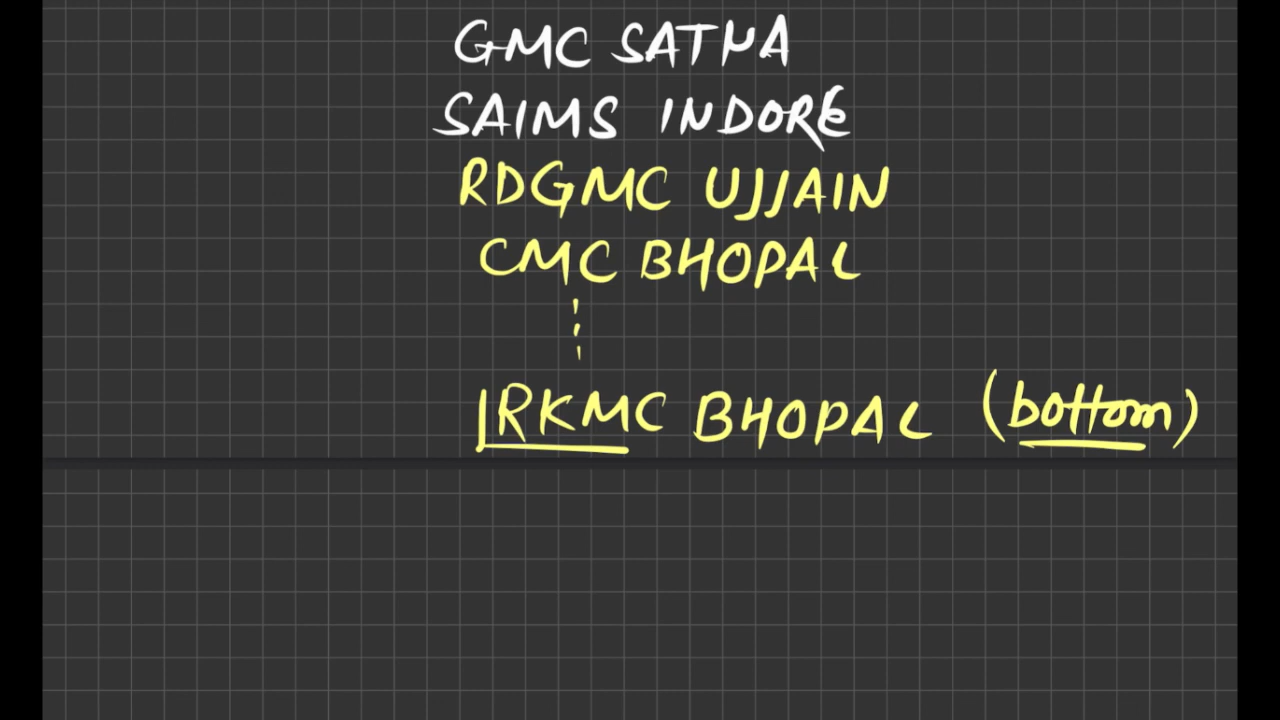 GMC SATNA
SAIMS INDORE
RDGMC UJJAIN
CMC BHOPAL
⋮
LRKMC BHOPAL (bottom)